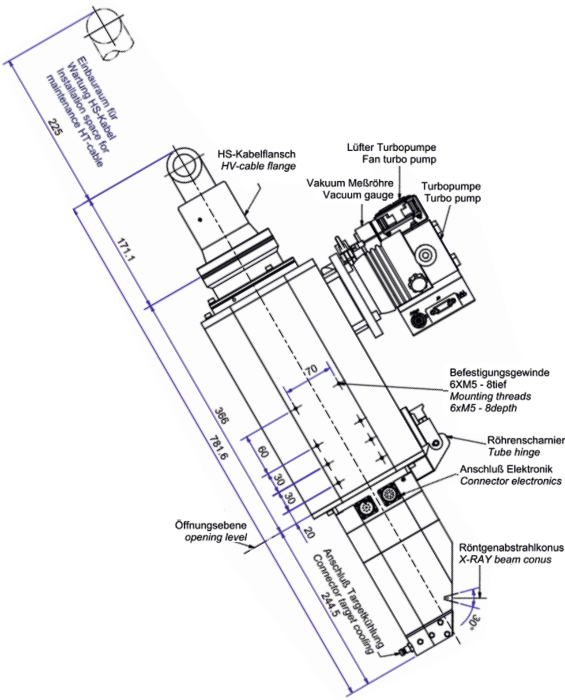 Einbauraum für
Wartung HS-Kabel
Installation space for
maintenance HT-cable
225
HS-Kabelflansch
HV-cable flange
Lüfter Turbopumpe
Fan turbo pump
Vakuum Meßröhre
Vacuum gauge
Turbopumpe
Turbo pump
171.1
70
Befestigungsgewinde
6XM5 - 8tief
Mounting threads
6xM5 - 8depth
366
781.6
60
30
30
20
Röhrenscharnier
Tube hinge
Anschluß Elektronik
Connector electronics
Öffnungsebene
opening level
Anschluß Targetkühlung
Connector target cooling
244.5
Röntgenabstrahlkonus
X-RAY beam conus
30°